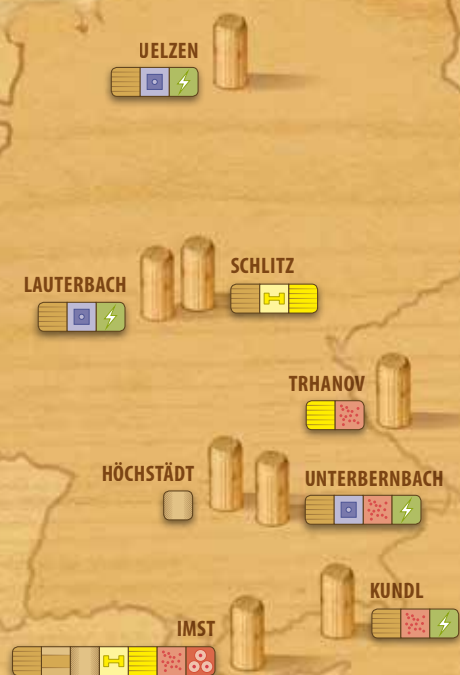 UELZEN
SCHLITZ
LAUTERBACH
TRHANOV
HÖCHSTÄDT
UNTERBERNBACH
KUNDL
IMST